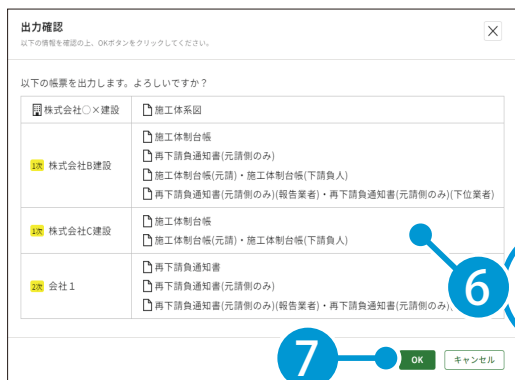 出力確認
以下の情報を確認の上、OKボタンをクリックしてください。
以下の帳票を出力します。よろしいですか？
株式会社○×建設 施工体系図
1次 株式会社B建設
施工体制台帳
再下請負通知書(元請側のみ)
施工体制台帳(元請)・施工体制台帳(下請負人)
再下請負通知書(元請側のみ)(報告業者)・再下請負通知書(元請側のみ)(下位業者)
1次 株式会社C建設
施工体制台帳
施工体制台帳(元請)・施工体制台帳(下請負人)
2次 会社１
再下請負通知書
再下請負通知書(元請側のみ)
再下請負通知書(元請側のみ)(報告業者)・再下請負通知書(元請側のみ)
6
7
OK キャンセル